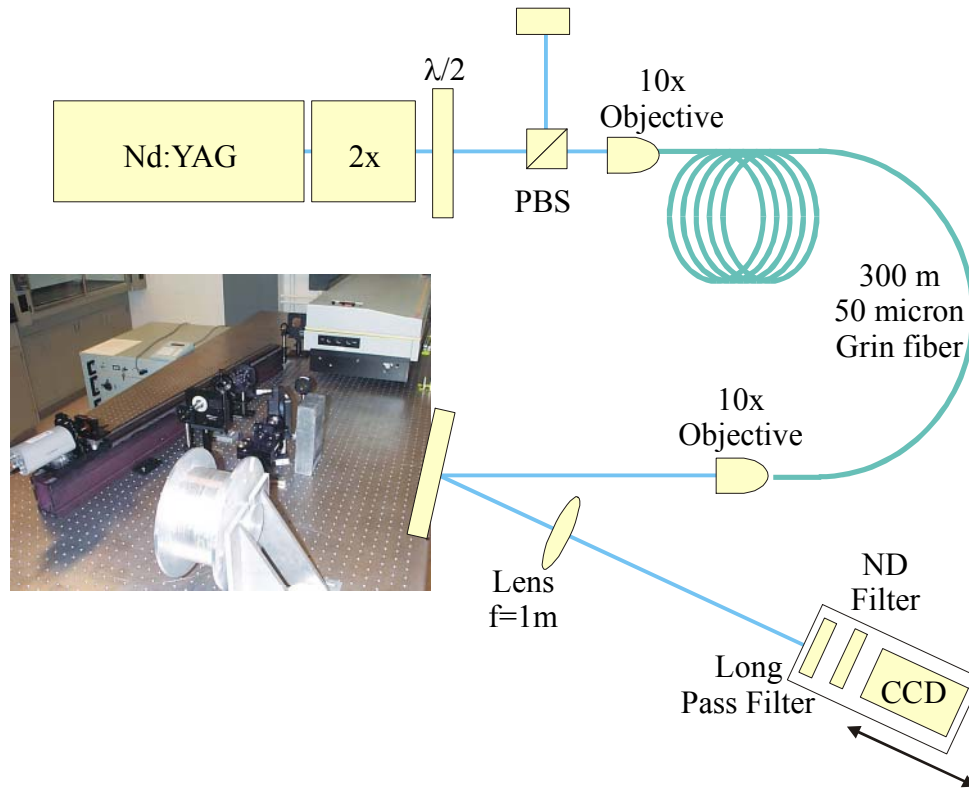 λ/2
10x
Objective
Nd:YAG
2x
PBS
300 m
50 micron
Grin fiber
10x
Objective
Lens
f=1m
ND
Filter
Long
Pass Filter
CCD